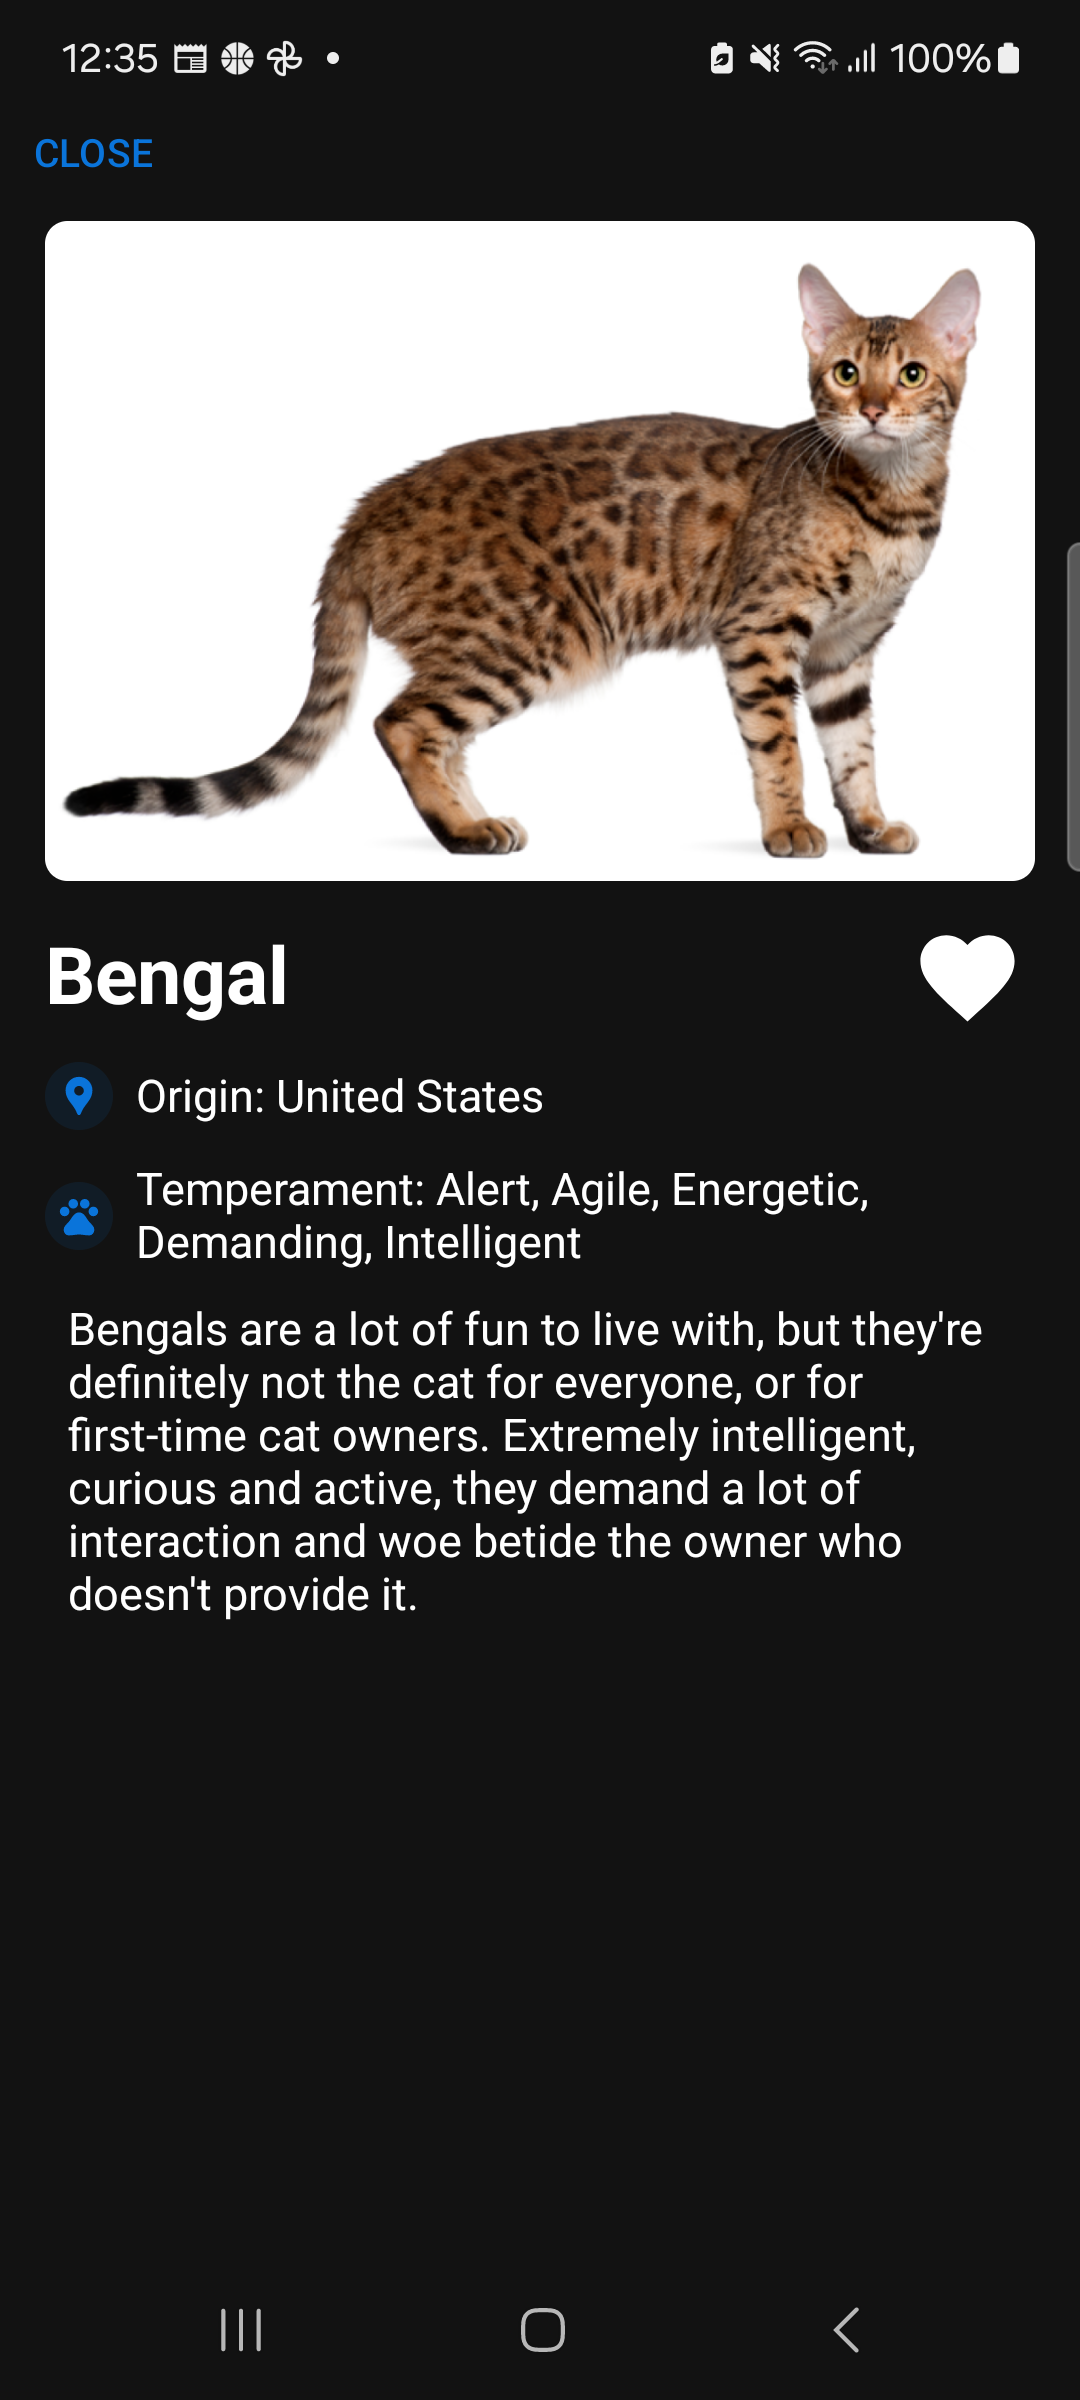 12:35
100%
CLOSE
Bengal
Origin: United States
Temperament: Alert, Agile, Energetic,
Demanding, Intelligent
Bengals are a lot of fun to live with, but they're
definitely not the cat for everyone, or for
first-time cat owners. Extremely intelligent,
curious and active, they demand a lot of
interaction and woe betide the owner who
doesn't provide it.